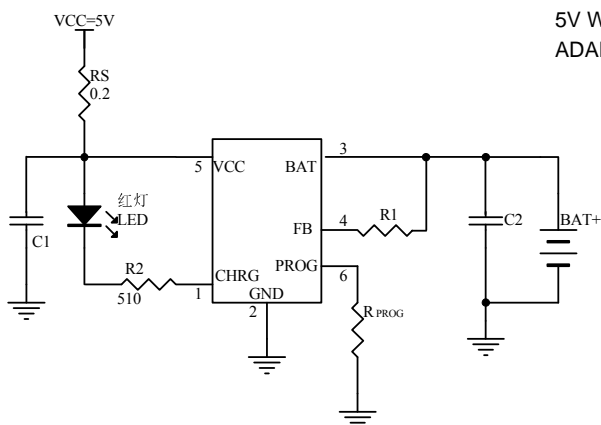 VCC=5V
5V W
ADA
RS
0.2
5 VCC
BAT 3
红灯
LED
C1
FB 4
R1
C2
BAT+
PROG 6
R2
510
CHRG
1
GND
2
R PROG